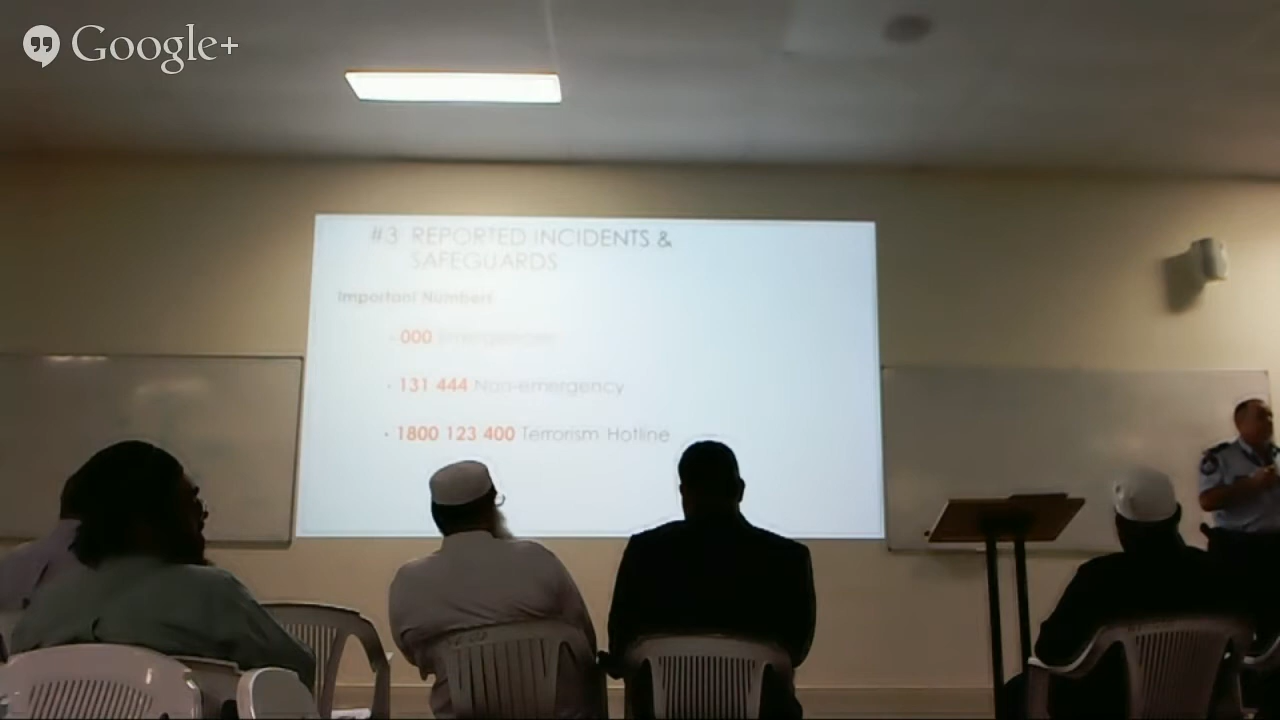 Google+
#3 REPORTED INCIDENTS &
SAFEGUARDS
Important Numbers
· 000
· 131 444 Non-emergency
· 1800 123 400 Terrorism Hotline